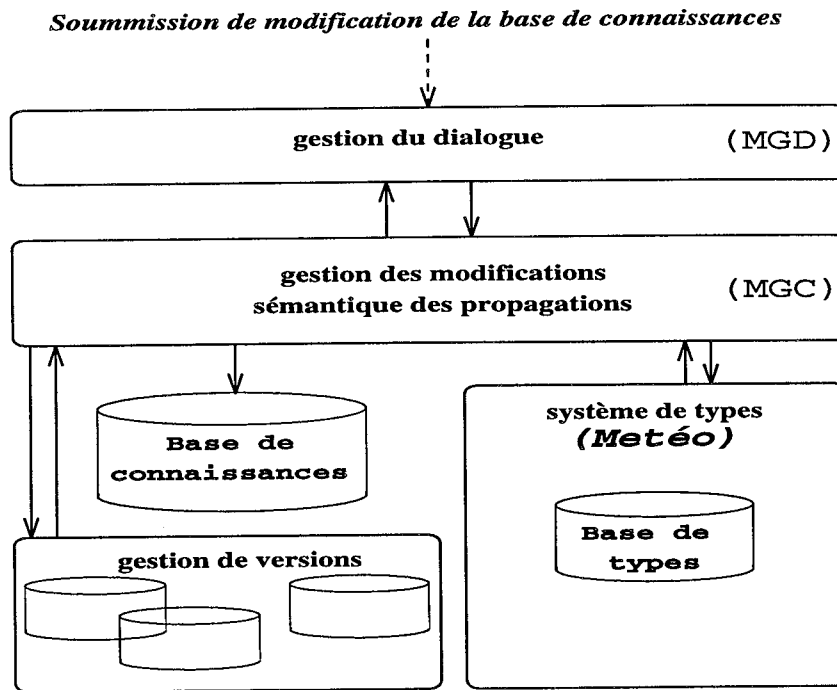 Soummission de modification de la base de connaissances
gestion du dialogue (MGD)
gestion des modifications
sémantique des propagations (MGC)
système de types
(Metéo)
Base de
connaissances
Base de
types
gestion de versions